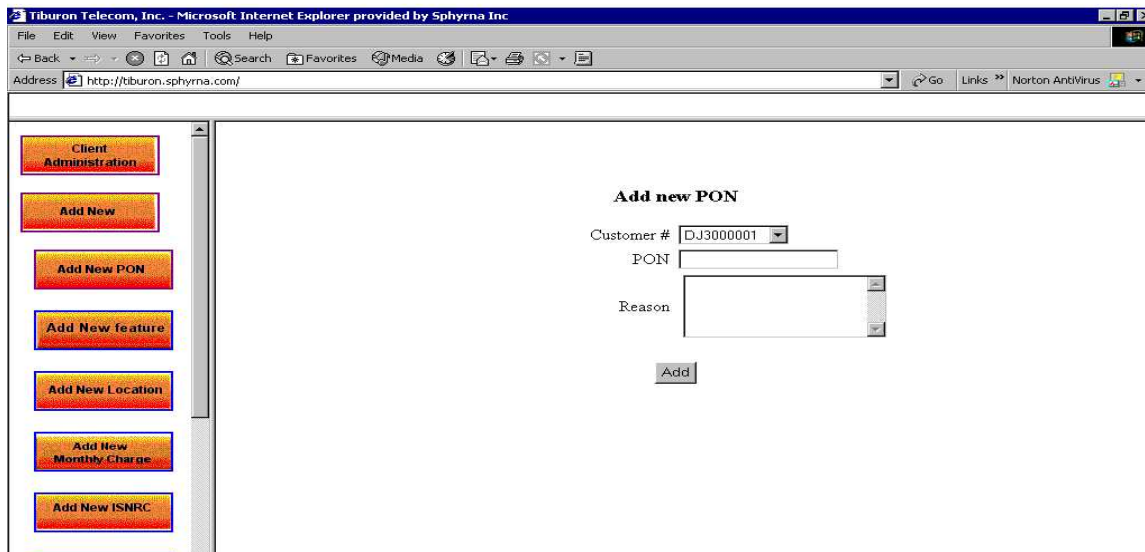 Tiburon Telecom, Inc. - Microsoft Internet Explorer provided by Sphyrna Inc
File Edit View Favorites Tools Help
Back Search Favorites Media
Address http://tiburon.sphyrna.com/ Go Links » Norton AntiVirus
Client
Administration
Add New
Add New PON
Add New feature
Add New Location
Add New
Monthly Charge
Add New ISNRC
Add new PON
Customer # DJ3000001
PON
Reason
Add